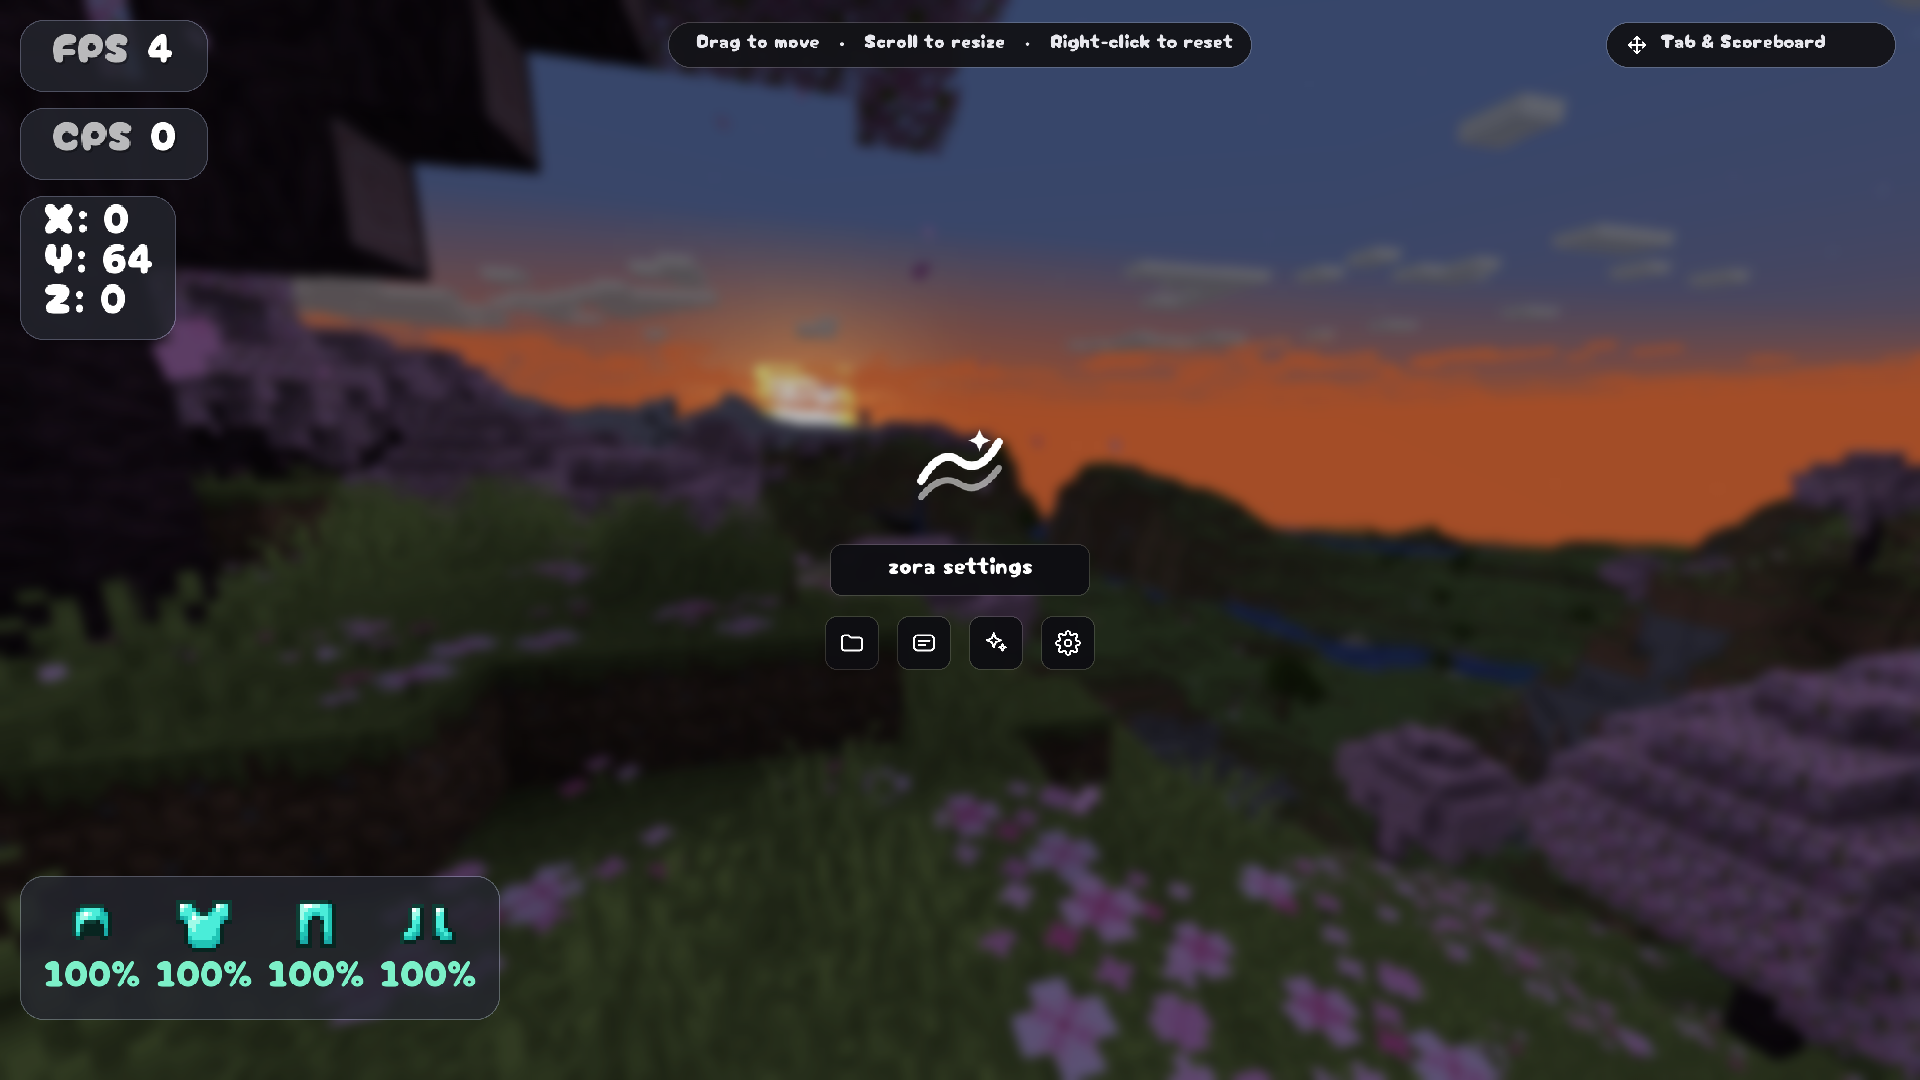 FPS 4
Drag to move · Scroll to resize · Right-click to reset
Tab & Scoreboard
CPS 0
X: 0
Y: 64
Z: 0
zora settings
100% 100% 100% 100%